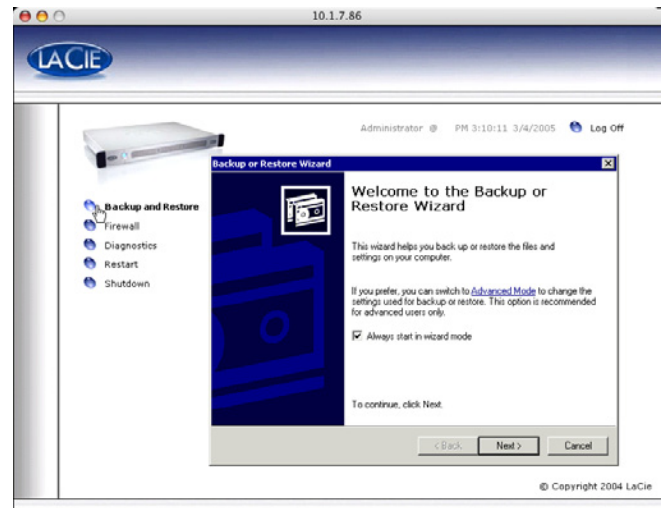 10.1.7.86
LACIE
Administrator @ PM 3:10:11 3/4/2005 Log Off
Backup or Restore Wizard
Welcome to the Backup or
Restore Wizard
This wizard helps you back up or restore the files and
settings on your computer.
If you prefer, you can switch to Advanced Mode to change the
settings used for backup or restore. This option is recommended
for advanced users only.
Always start in wizard mode
To continue, click Next.
< Back
Next >
Cancel
Backup and Restore
Firewall
Diagnostics
Restart
Shutdown
© Copyright 2004 LaCie